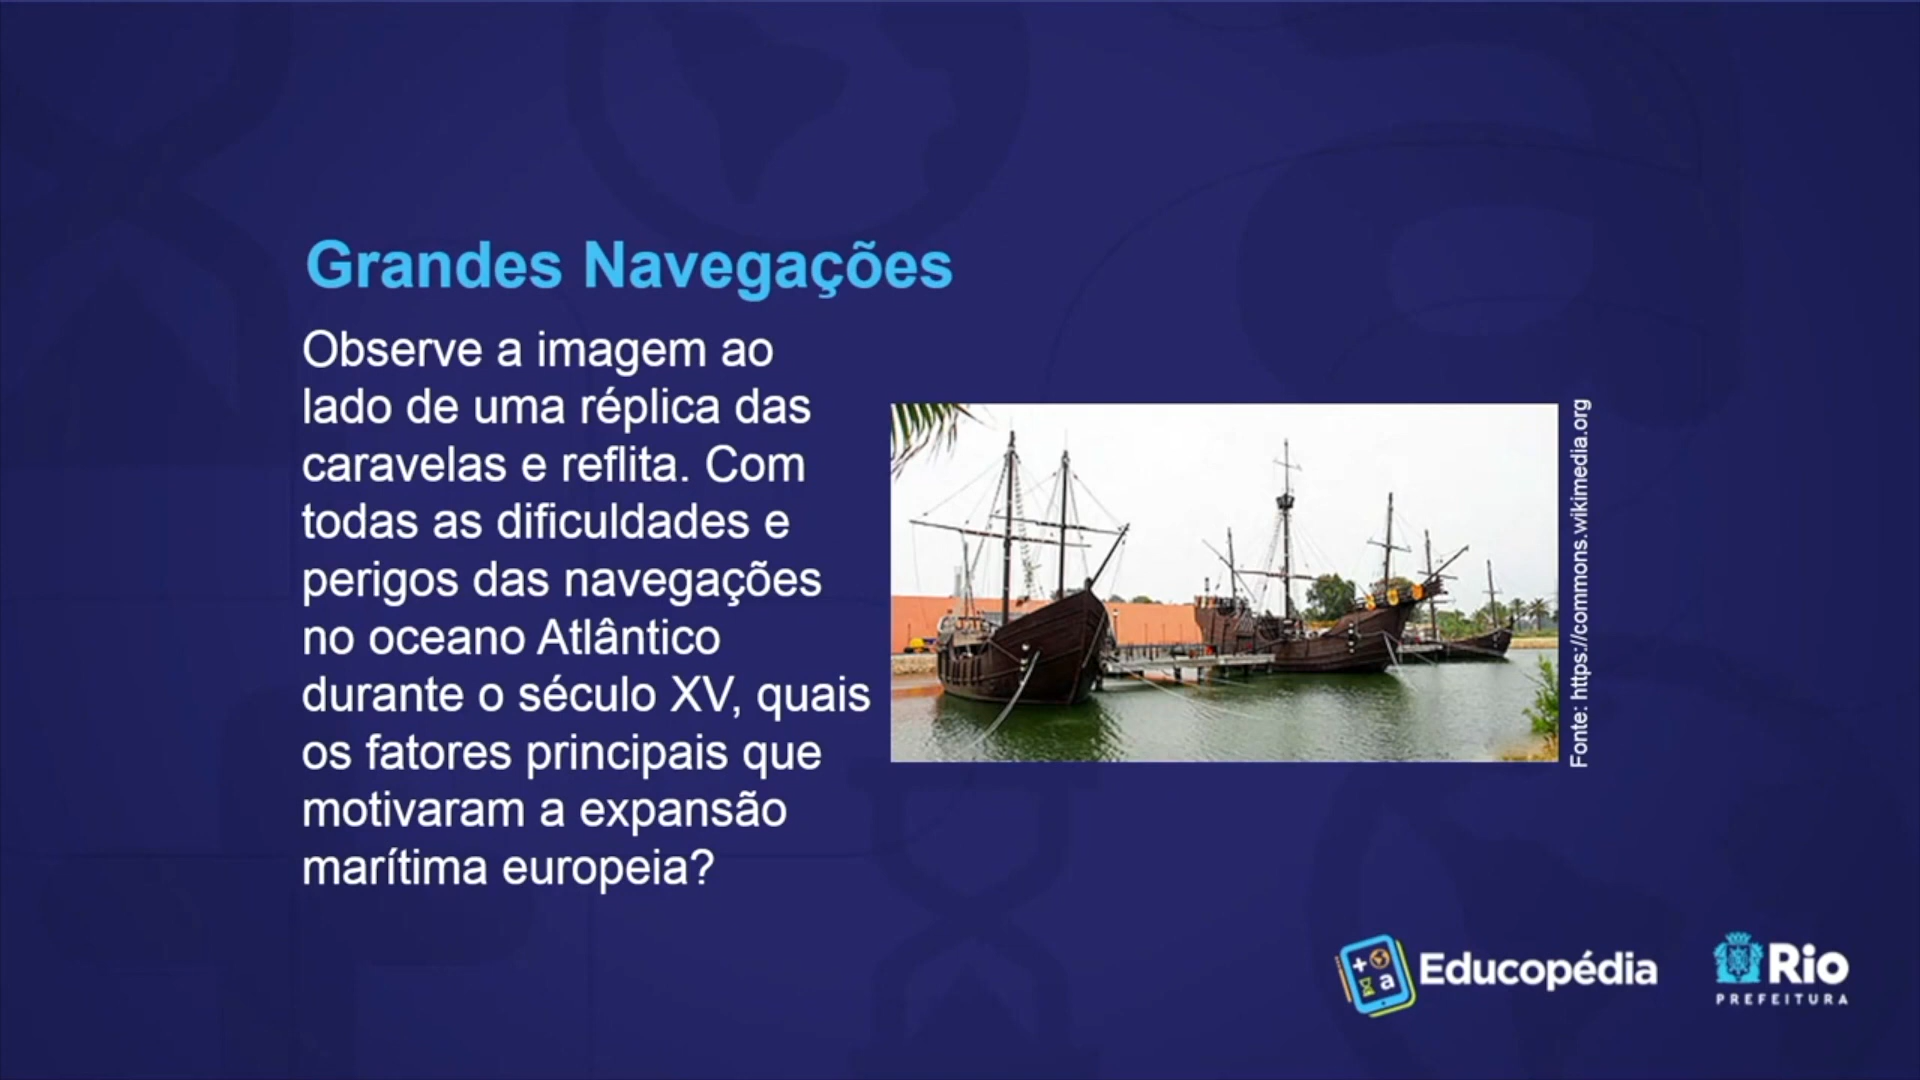 Grandes Navegações
Observe a imagem ao
lado de uma réplica das
caravelas e reflita. Com
todas as dificuldades e
perigos das navegações
no oceano Atlântico
durante o século XV, quais
os fatores principais que
motivaram a expansão
marítima europeia?
Fonte: https://commons.wikimedia.org
a
Educopédia
Rio
PREFEITURA